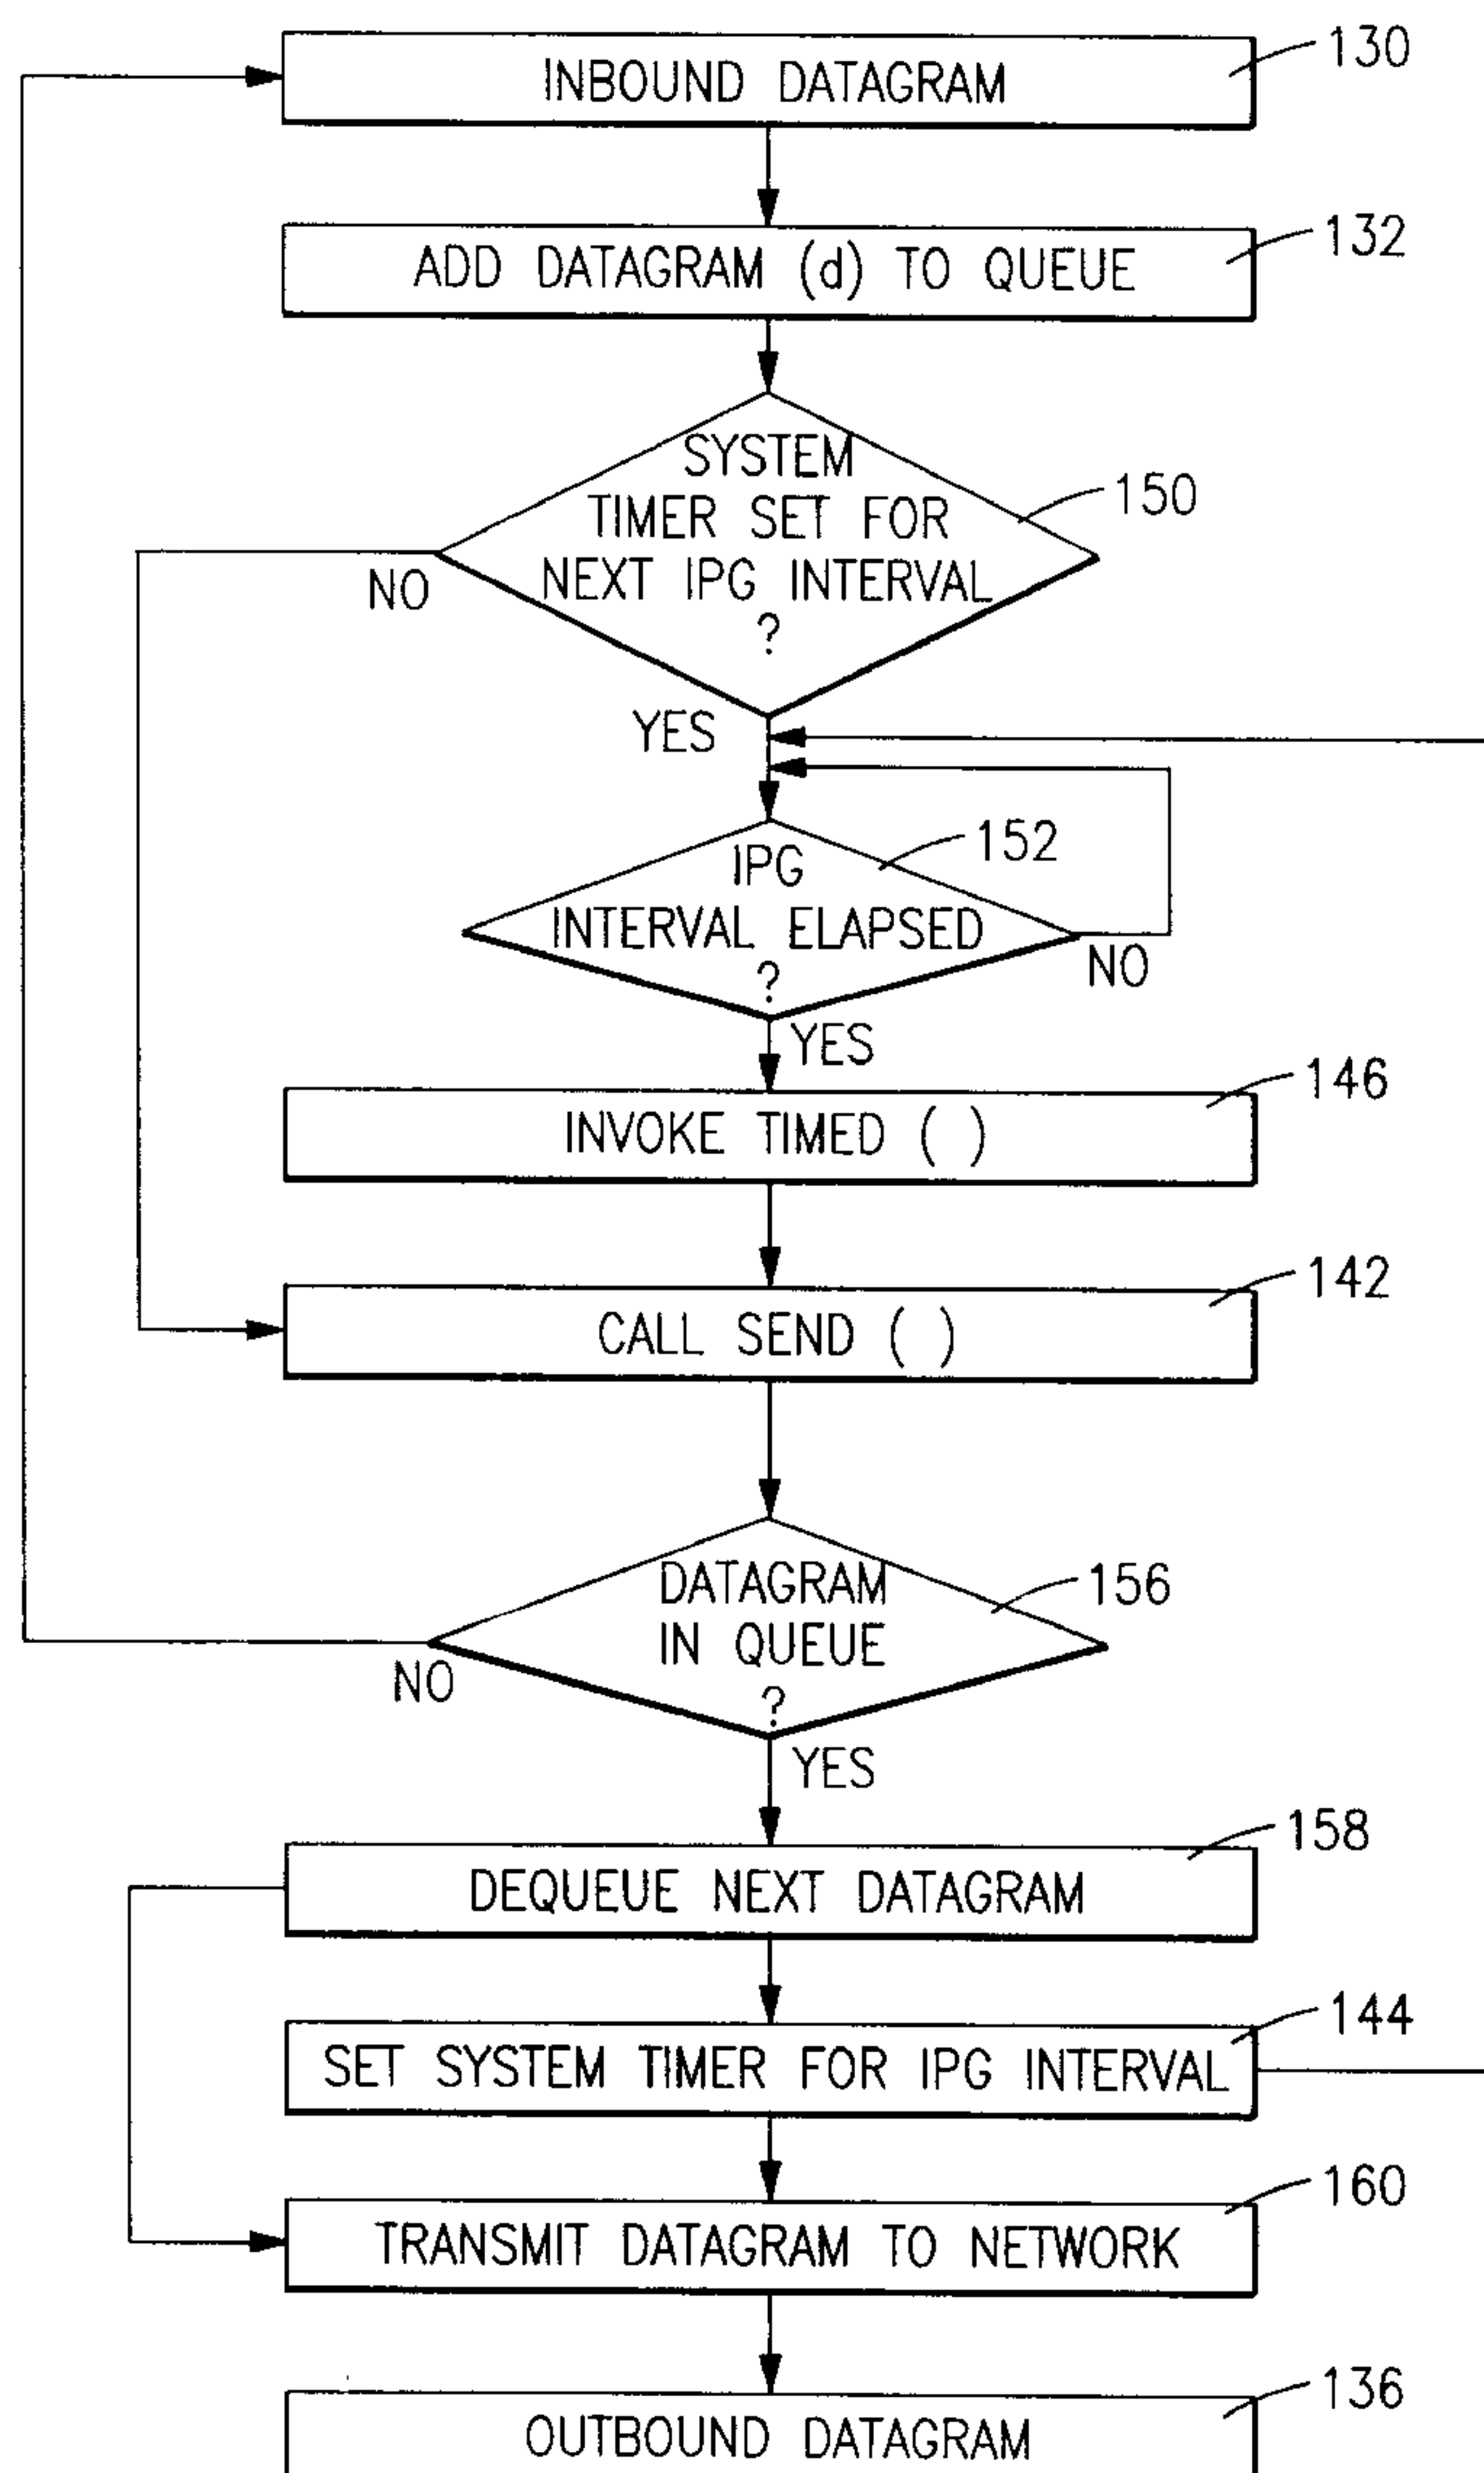 INBOUND DATAGRAM
130
ADD DATAGRAM (d) TO QUEUE
132
SYSTEM
TIMER SET FOR
NEXT IPG INTERVAL
?
150
NO
YES
IPG
INTERVAL ELAPSED
?
152
NO
YES
INVOKE TIMED ( )
146
CALL SEND ( )
142
DATAGRAM
IN QUEUE
?
156
NO
YES
DEQUEUE NEXT DATAGRAM
158
SET SYSTEM TIMER FOR IPG INTERVAL
144
TRANSMIT DATAGRAM TO NETWORK
160
OUTBOUND DATAGRAM
136